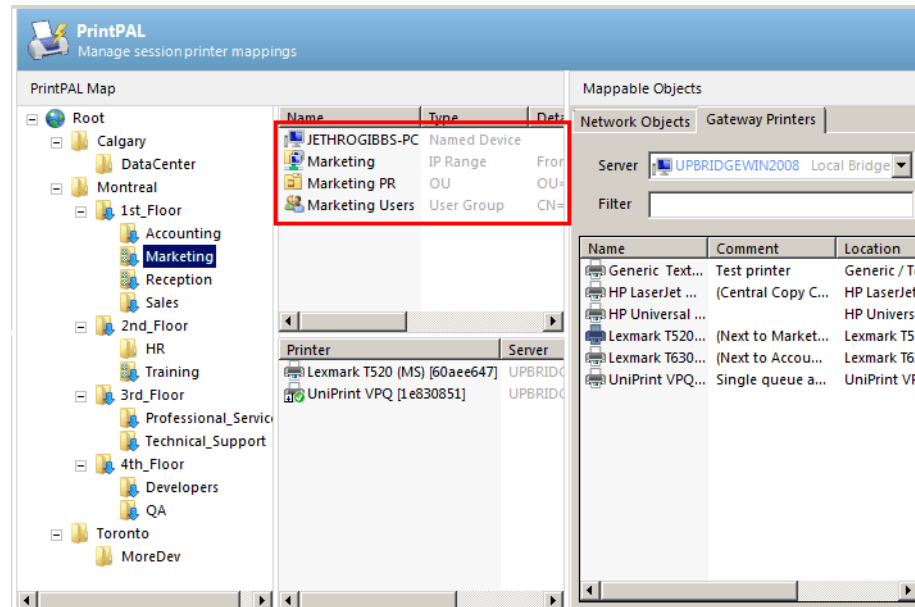 PrintPAL
Manage session printer mappings
PrintPAL Map
Mappable Objects
Root
Calgary
DataCenter
Montreal
1st_Floor
Accounting
Marketing
Reception
Sales
2nd_Floor
HR
Training
3rd_Floor
Professional_Servic
Technical_Support
4th_Floor
Developers
QA
Toronto
MoreDev
Name Type Deta
JETHROGIBBS-PC Named Device
Marketing IP Range Fror
Marketing PR OU OU=
Marketing Users User Group CN=
Printer Server
Lexmark T520 (MS) [60aee647] UPBRIDG
UniPrint VPQ [1e830851] UPBRIDG
Network Objects Gateway Printers
Server UPBRIDGEWIN2008 Local Bridge
Filter
Name Comment Location
Generic Text... Test printer Generic / Te
HP LaserJet ... (Central Copy C... HP LaserJet
HP Universal ... HP Univers
Lexmark T520... (Next to Market... Lexmark T5
Lexmark T630... (Next to Accou... Lexmark T6
UniPrint VPQ... Single queue a... UniPrint VP